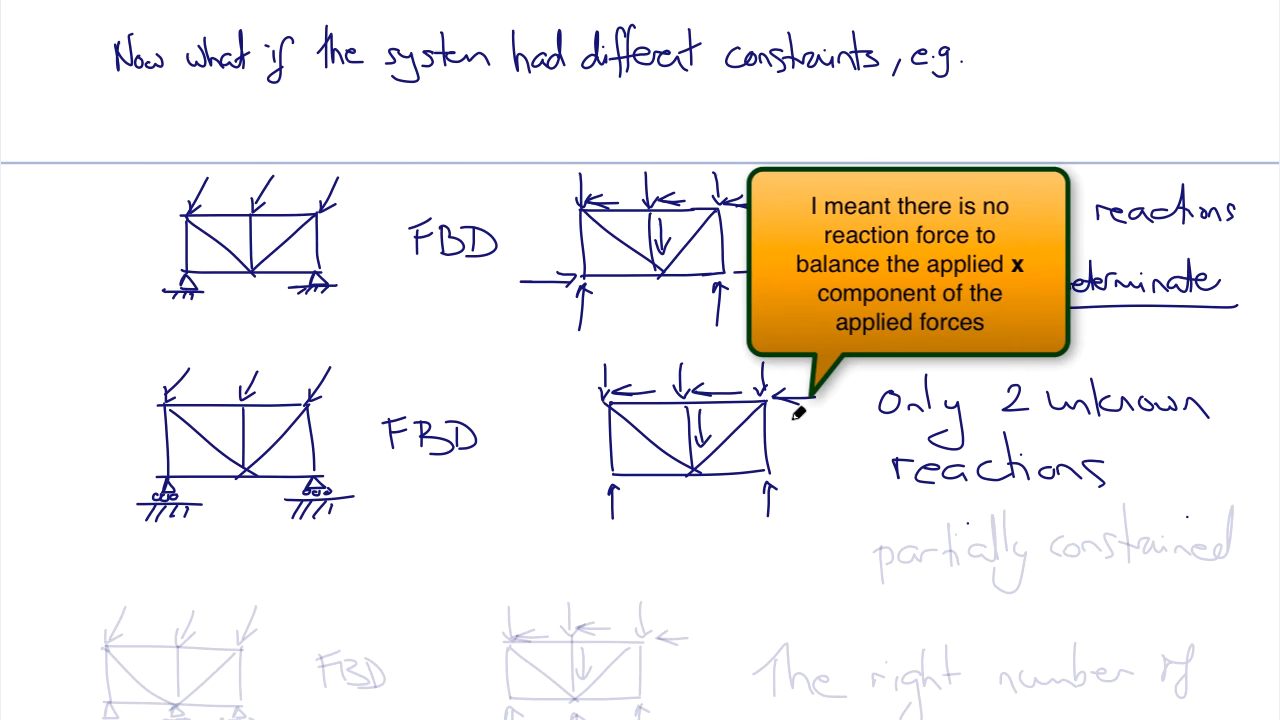 Now what if the system had different constraints, e.g.
FBD
reactions
eterminate
I meant there is no
reaction force to
balance the applied x
component of the
applied forces
FBD
Only 2 unknown
reactions
partially constrained
FBD
The right number of